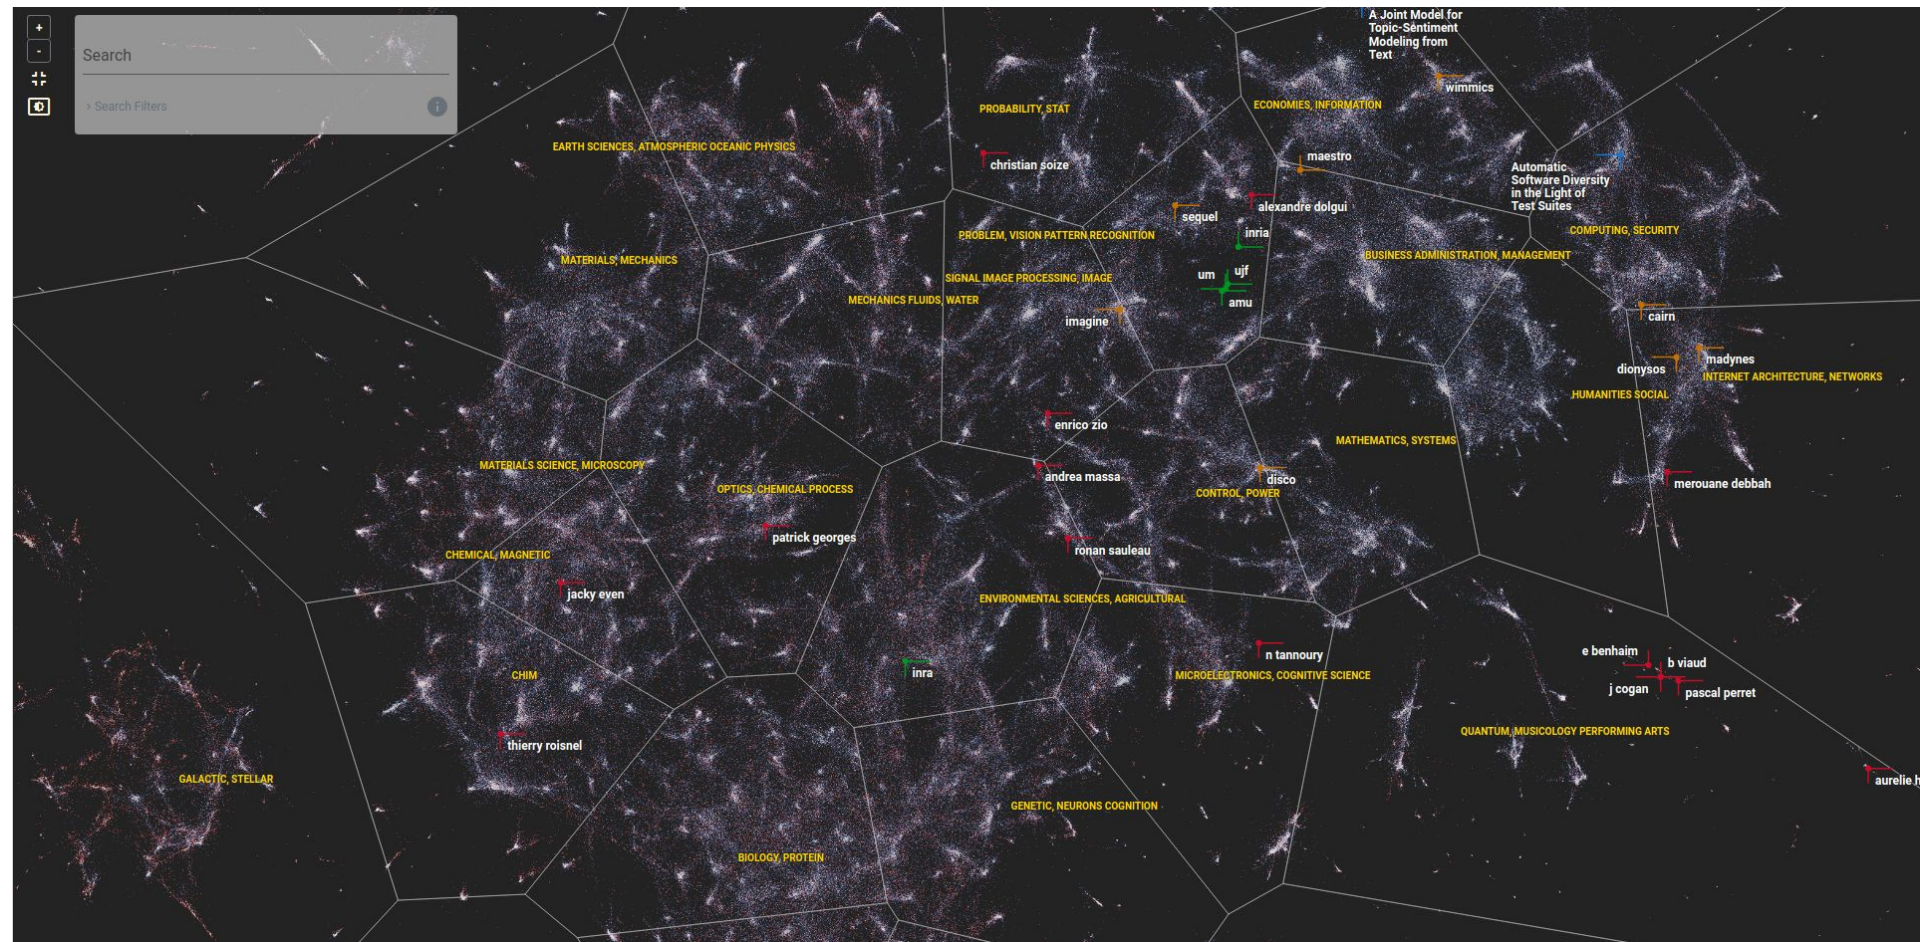 +
-
Search
› Search Filters
i
A Joint Model for
Topic-Sentiment
Modeling from
Text
wimmics
PROBABILITY, STAT
ECONOMIES, INFORMATION
EARTH SCIENCES, ATMOSPHERIC OCEANIC PHYSICS
christian soize
maestro
Automatic
Software Diversity
in the Light of
Test Suites
alexandre dolgui
sequel
inria
PROBLEM, VISION PATTERN RECOGNITION
COMPUTING, SECURITY
MATERIALS, MECHANICS
BUSINESS ADMINISTRATION, MANAGEMENT
SIGNAL IMAGE PROCESSING, IMAGE
um
ujf
MECHANICS FLUIDS, WATER
amu
imagine
cairn
madynes
dionysos
INTERNET ARCHITECTURE, NETWORKS
HUMANITIES SOCIAL
enrico zio
MATHEMATICS, SYSTEMS
MATERIALS SCIENCE, MICROSCOPY
andrea massa
disco
merouane debbah
OPTICS, CHEMICAL PROCESS
CONTROL, POWER
patrick georges
ronan sauleau
CHEMICAL, MAGNETIC
jacky even
ENVIRONMENTAL SCIENCES, AGRICULTURAL
n tannoury
e benhaim
b viaud
inra
CHIM
MICROELECTRONICS, COGNITIVE SCIENCE
j cogan
pascal perret
QUANTUM, MUSICOLOGY PERFORMING ARTS
thierry roisnel
GALACTIC, STELLAR
aurelie h
GENETIC, NEURONS COGNITION
BIOLOGY, PROTEIN